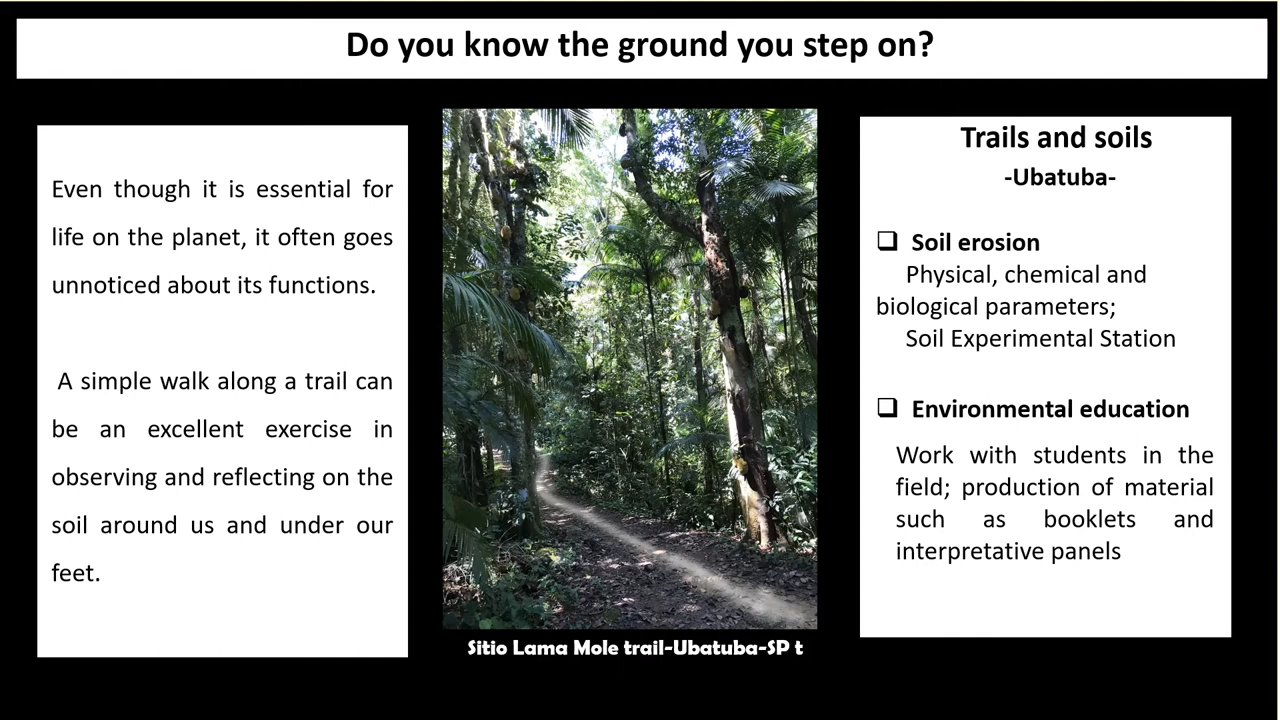 Do you know the ground you step on?
Even though it is essential for
life on the planet, it often goes
unnoticed about its functions.
A simple walk along a trail can
be an excellent exercise in
observing and reflecting on the
soil around us and under our
feet.
Sitio Lama Mole trail-Ubatuba-SP t
Trails and soils
-Ubatuba-
❑ Soil erosion
Physical, chemical and
biological parameters;
Soil Experimental Station
❑ Environmental education
Work with students in the
field; production of material
such as booklets and
interpretative panels